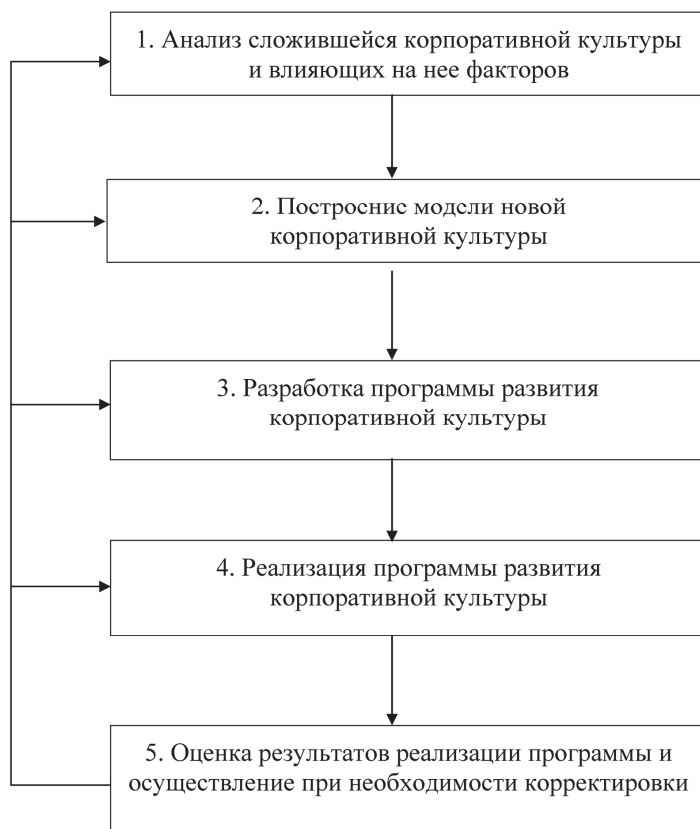 1. Анализ сложившейся корпоративной культуры
и влияющих на нее факторов
2. Построение модели новой
корпоративной культуры
3. Разработка программы развития
корпоративной культуры
4. Реализация программы развития
корпоративной культуры
5. Оценка результатов реализации программы и
осуществление при необходимости корректировки